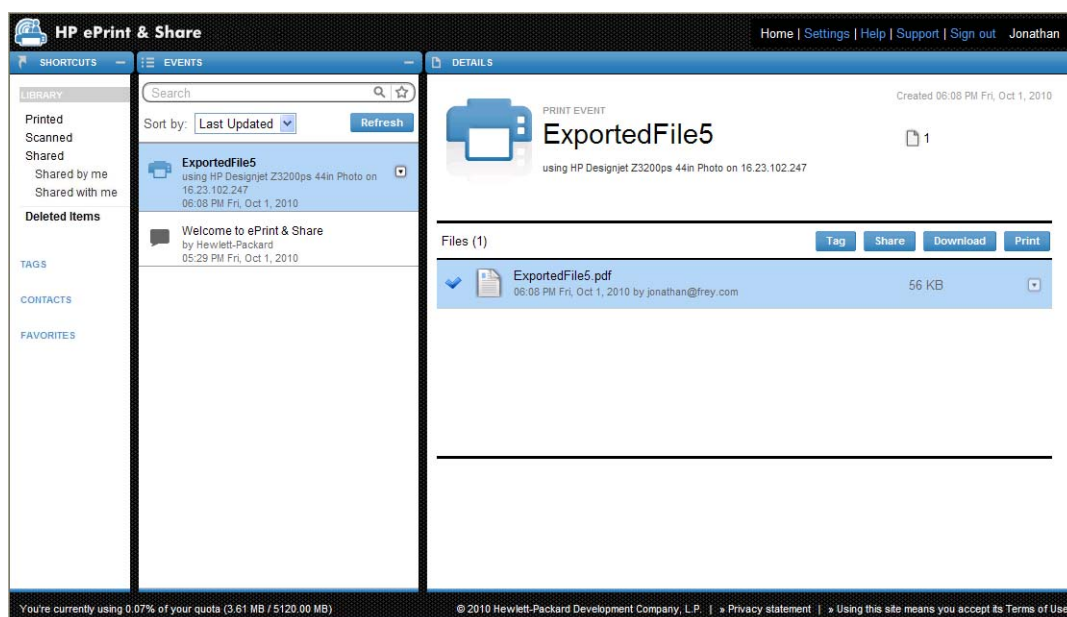 HP ePrint & Share
Home | Settings | Help | Support | Sign out Jonathan
SHORTCUTS
LIBRARY
Printed
Scanned
Shared
Shared by me
Shared with me
Deleted Items
TAGS
CONTACTS
FAVORITES
EVENTS
Search
Sort by: Last Updated Refresh
ExportedFile5
using HP Designjet Z3200ps 44in Photo on
16.23.102.247
06:08 PM Fri, Oct 1, 2010
Welcome to ePrint & Share
by Hewlett-Packard
05:29 PM Fri, Oct 1, 2010
DETAILS
Created 06:08 PM Fri, Oct 1, 2010
PRINT EVENT
ExportedFile5
1
using HP Designjet Z3200ps 44in Photo on 16.23.102.247
Files (1) Tag Share Download Print
ExportedFile5.pdf
06:08 PM Fri, Oct 1, 2010 by jonathan@frey.com
56 KB
You're currently using 0.07% of your quota (3.61 MB / 5120.00 MB)
© 2010 Hewlett-Packard Development Company, L.P. | » Privacy statement | » Using this site means you accept its Terms of Use